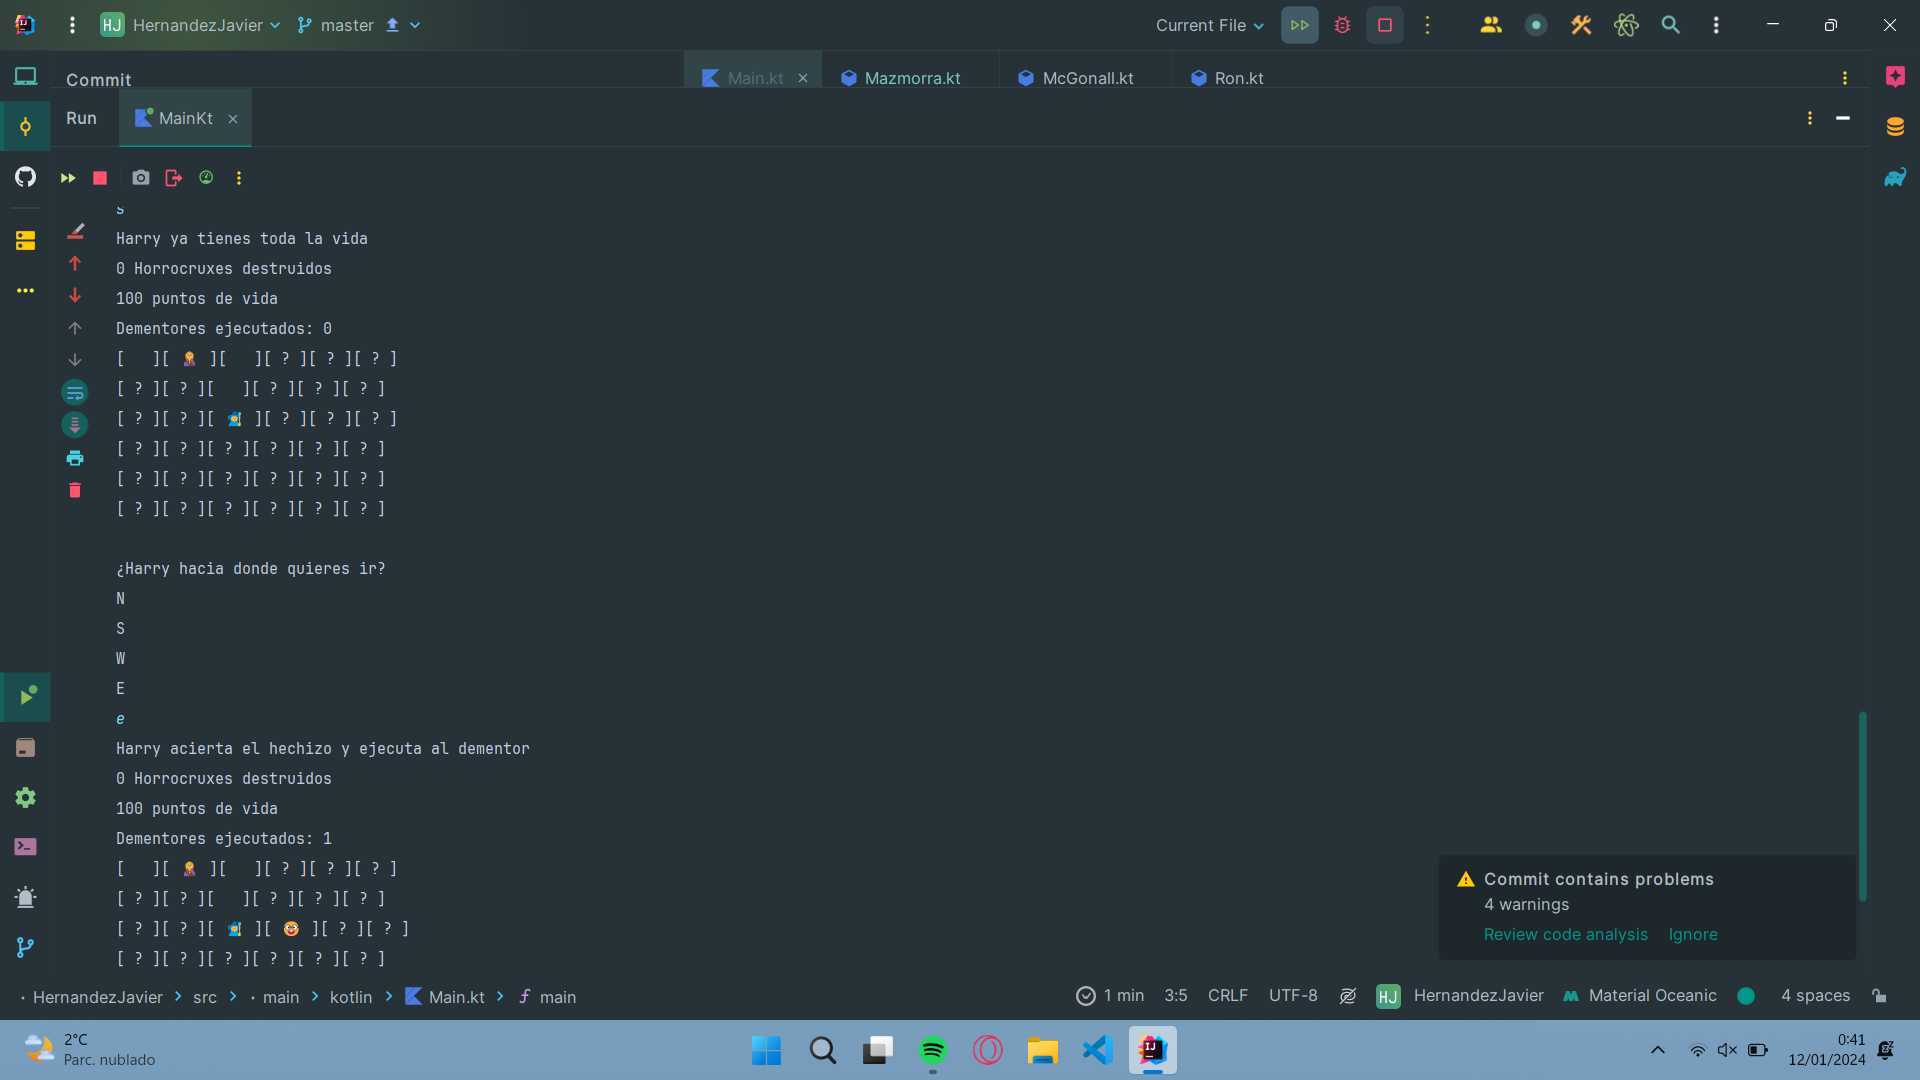 HJ HernandezJavier master Current File
Commit Main.kt Mazmorra.kt McGonall.kt Ron.kt
Run MainKt
s
Harry ya tienes toda la vida
0 Horrocruxes destruidos
100 puntos de vida
Dementores ejecutados: 0
[   ][ 🤦‍♀️ ][   ][ ? ][ ? ][ ? ]
[ ? ][ ? ][   ][ ? ][ ? ][ ? ]
[ ? ][ ? ][ 🧙‍♂️ ][ ? ][ ? ][ ? ]
[ ? ][ ? ][ ? ][ ? ][ ? ][ ? ]
[ ? ][ ? ][ ? ][ ? ][ ? ][ ? ]
[ ? ][ ? ][ ? ][ ? ][ ? ][ ? ]
¿Harry hacia donde quieres ir?
N
S
W
E
e
Harry acierta el hechizo y ejecuta al dementor
0 Horrocruxes destruidos
100 puntos de vida
Dementores ejecutados: 1
[   ][ 🤦‍♀️ ][   ][ ? ][ ? ][ ? ]
[ ? ][ ? ][   ][ ? ][ ? ][ ? ]
[ ? ][ ? ][ 🧙‍♂️ ][ 🤓 ][ ? ][ ? ]
[ ? ][ ? ][ ? ][ ? ][ ? ][ ? ]
Commit contains problems
4 warnings
Review code analysis Ignore
HernandezJavier > src > main > kotlin > Main.kt > main
1 min 3:5 CRLF UTF-8 HJ HernandezJavier Material Oceanic 4 spaces
2°C
Parc. nublado
0:41
12/01/2024